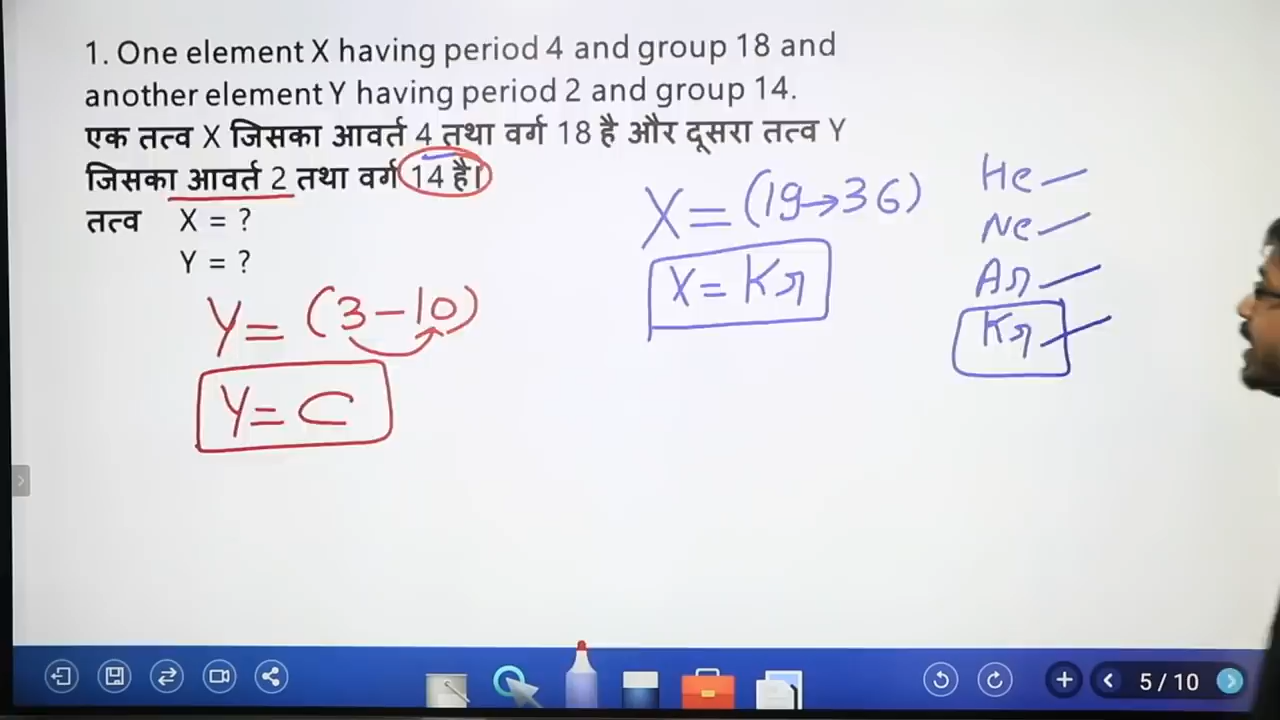 1. One element X having period 4 and group 18 and
another element Y having period 2 and group 14.
एक तत्व X जिसका आवर्त 4 तथा वर्ग 18 है और दूसरा तत्व Y
जिसका आवर्त 2 तथा वर्ग 14 है।
तत्व X = ?
Y = ?
Y = (3-10)
Y = C
X = (19→36)
X = Kr
He
Ne
Ar
Kr
5 / 10